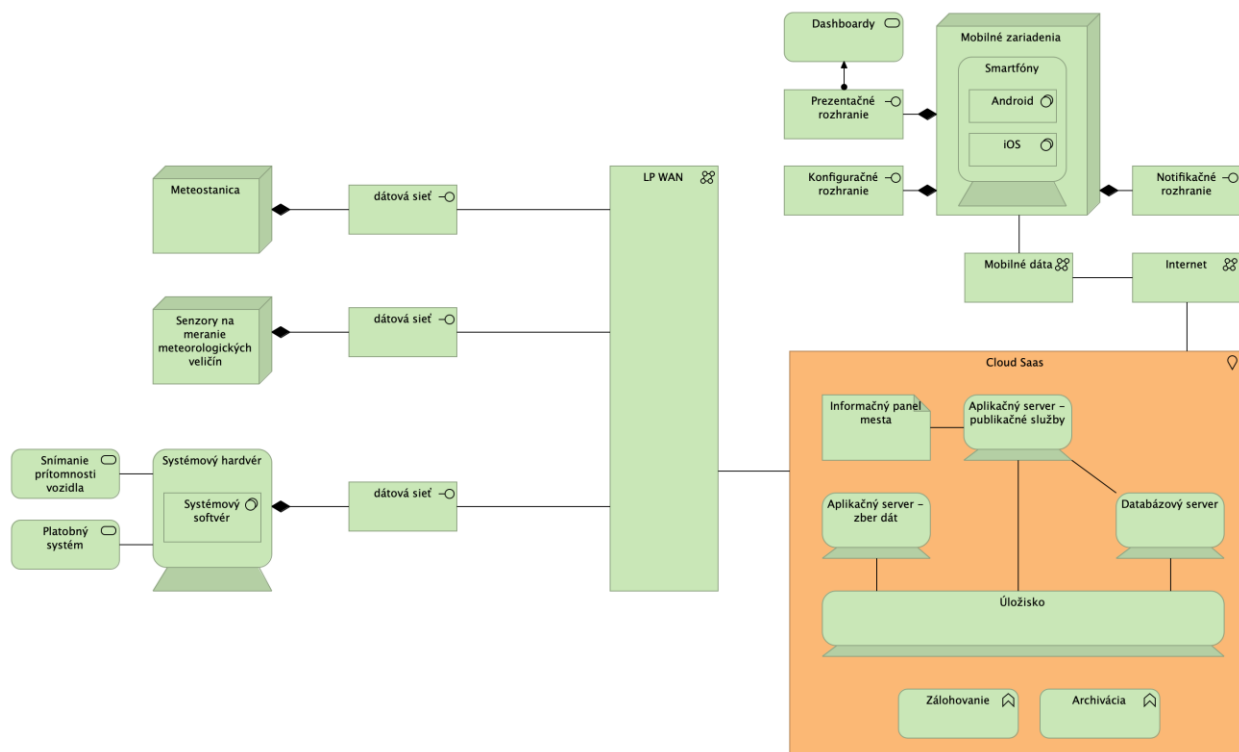 Dashboardy
Mobilné zariadenia
Smartfóny
Prezentačné
rozhranie
Android
iOS
Konfiguračné
rozhranie
Notifikačné
rozhranie
Meteostanica
dátová sieť
LP WAN
Mobilné dáta
Internet
Senzory na
meranie
meteorologických
veličín
dátová sieť
Cloud Saas
Informačný panel
mesta
Aplikačný server –
publikačné služby
Snímanie
prítomnosti
vozidla
Systémový hardvér
Systémový
softvér
dátová sieť
Platobný
systém
Aplikačný server –
zber dát
Databázový server
Úložisko
Zálohovanie
Archivácia